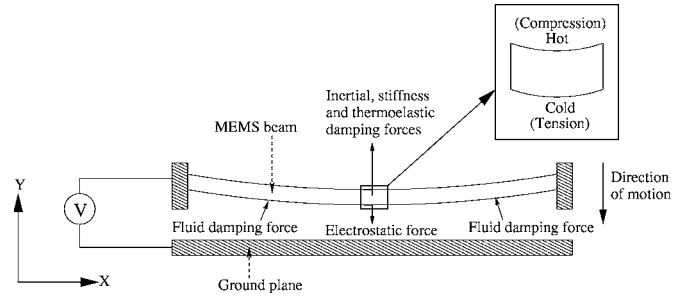 (Compression)
Hot
Cold
(Tension)
Inertial, stiffness
and thermoelastic
damping forces
MEMS beam
Direction
of motion
Y
V
Fluid damping force
Electrostatic force
Fluid damping force
X
Ground plane